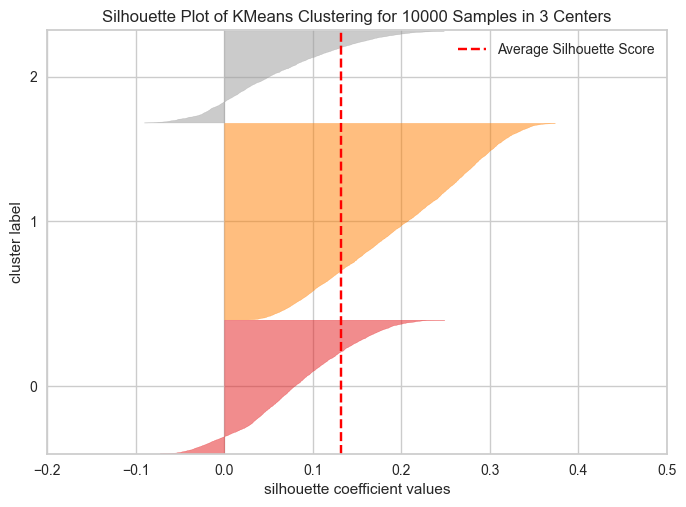 Silhouette Plot of KMeans Clustering for 10000 Samples in 3 Centers
Average Silhouette Score
cluster label
2
1
0
−0.2 −0.1 0.0 0.1 0.2 0.3 0.4 0.5
silhouette coefficient values